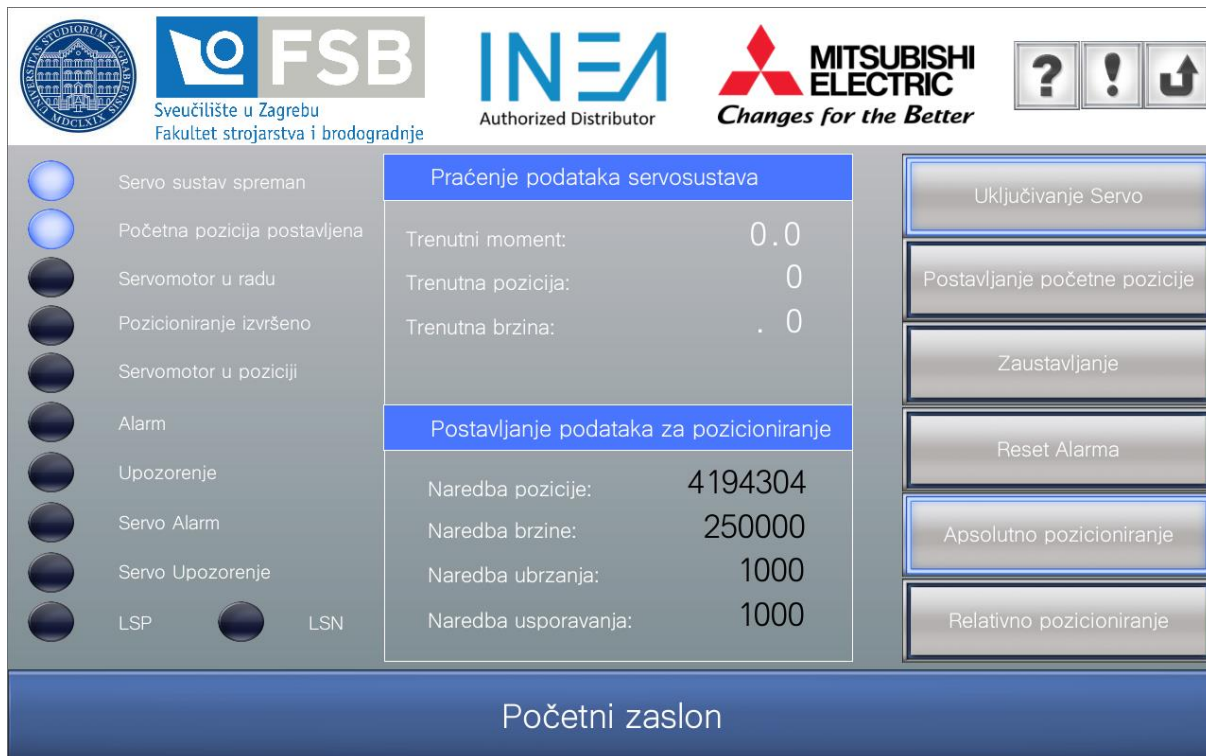 STUDIORUM ZAGRABIENSIS
MDCLXIX
FSB
Sveučilište u Zagrebu
Fakultet strojarstva i brodogradnje
INEA
Authorized Distributor
MITSUBISHI
ELECTRIC
Changes for the Better
? !
Servo sustav spreman
Početna pozicija postavljena
Servomotor u radu
Pozicioniranje izvršeno
Servomotor u poziciji
Alarm
Upozorenje
Servo Alarm
Servo Upozorenje
LSP LSN
Praćenje podataka servosustava
Trenutni moment: 0.0
Trenutna pozicija: 0
Trenutna brzina: . 0
Postavljanje podataka za pozicioniranje
Naredba pozicije: 4194304
Naredba brzine: 250000
Naredba ubrzanja: 1000
Naredba usporavanja: 1000
Uključivanje Servo
Postavljanje početne pozicije
Zaustavljanje
Reset Alarma
Apsolutno pozicioniranje
Relativno pozicioniranje
Početni zaslon